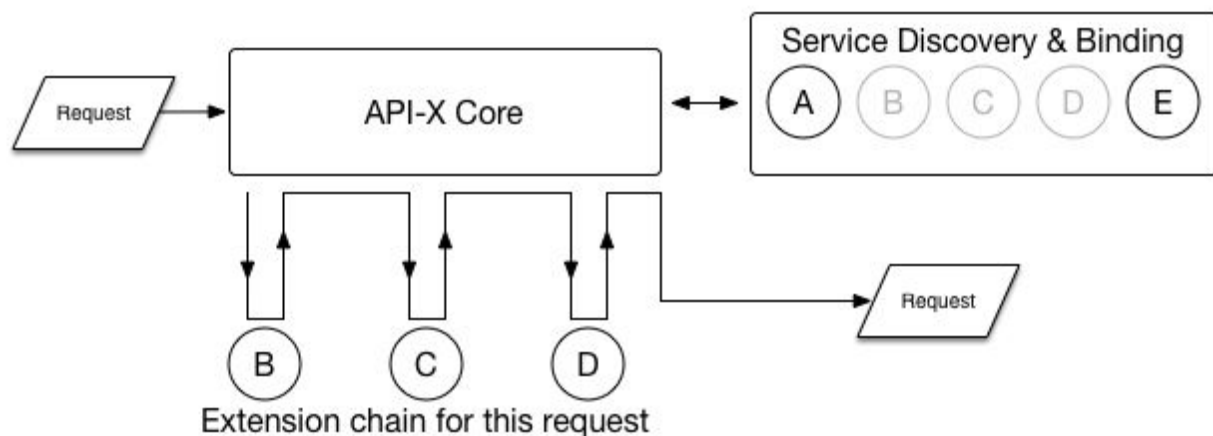 Service Discovery & Binding
Request
API-X Core
A B C D E
Request
B C D
Extension chain for this request